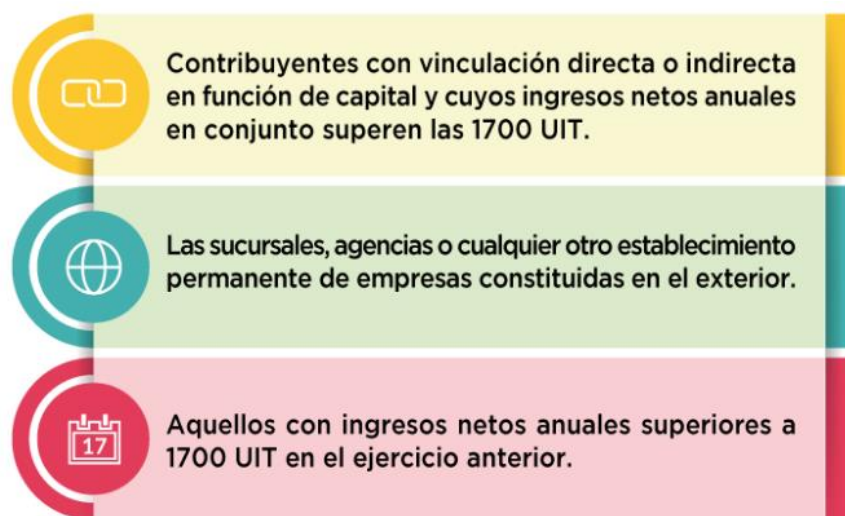 Contribuyentes con vinculación directa o indirecta
en función de capital y cuyos ingresos netos anuales
en conjunto superen las 1700 UIT.
Las sucursales, agencias o cualquier otro establecimiento
permanente de empresas constituidas en el exterior.
17
Aquellos con ingresos netos anuales superiores a
1700 UIT en el ejercicio anterior.